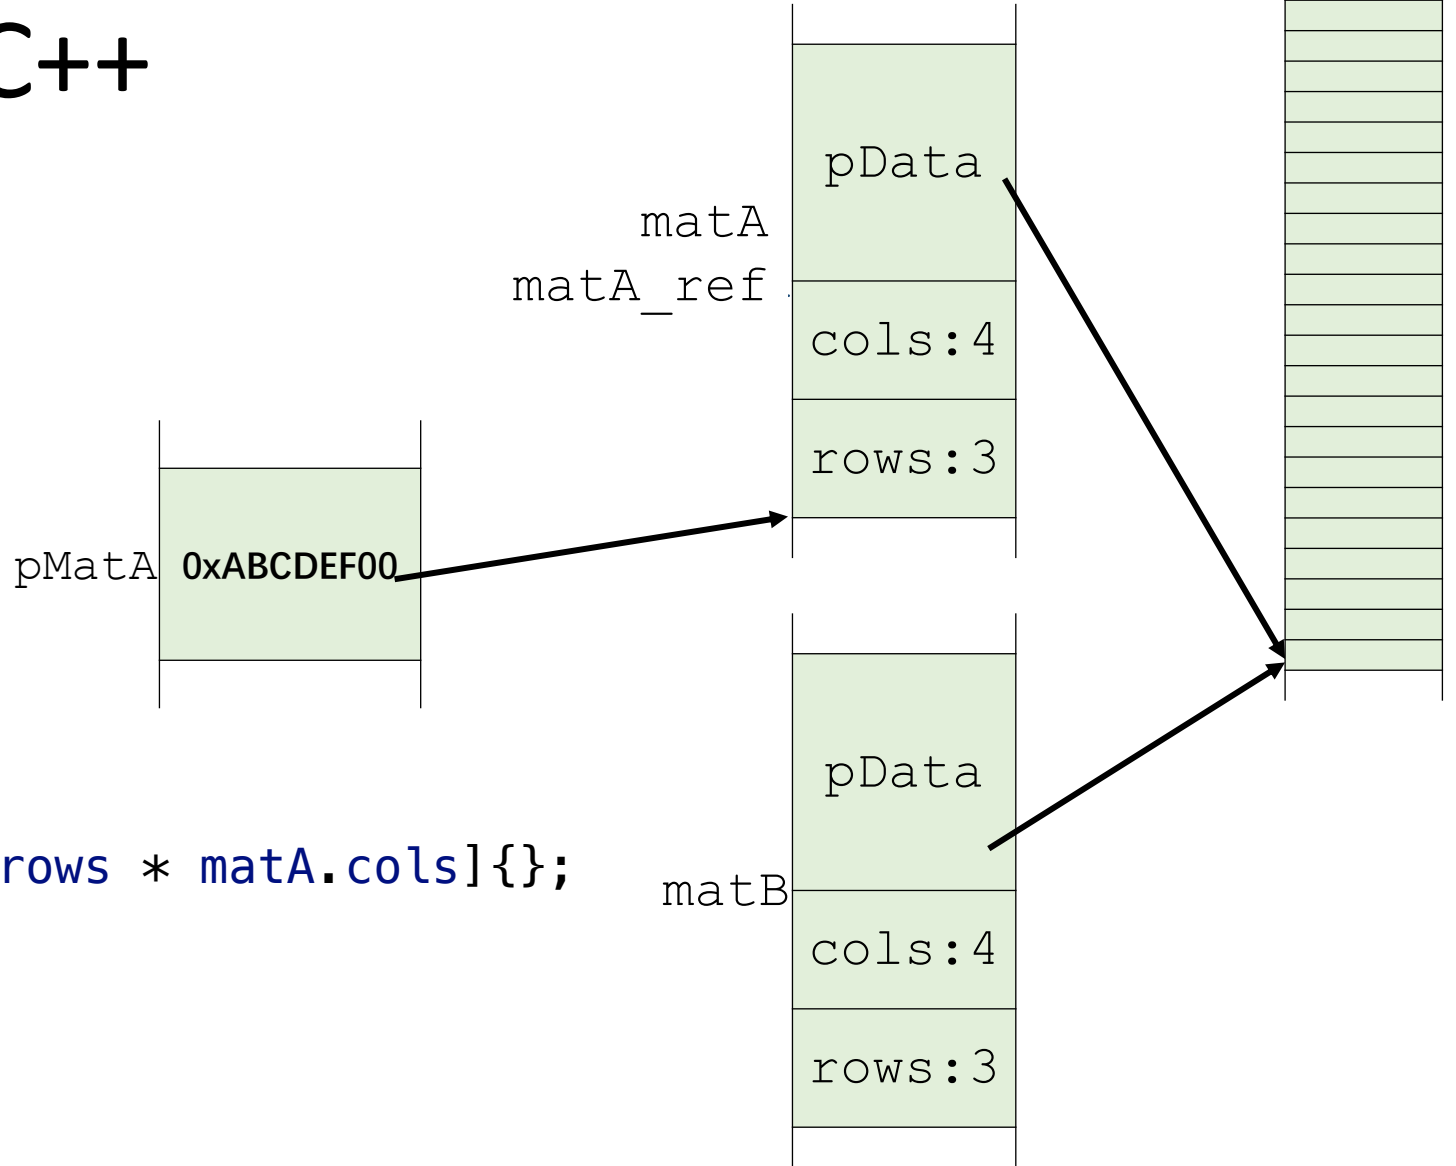 C++
pData
matA
matA_ref
cols:4
rows:3
pMatA
0xABCDEF00
pData
rows * matA.cols]{};
matB
cols:4
rows:3